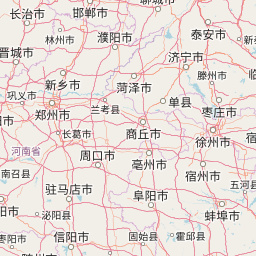 聊城市
长治市
邯郸市
林州市
濮阳市
泰安市
晋城市
济宁市
菏泽市
滕州市
新乡市
巩义市
兰考县
单县
枣庄市
郑州市
长葛市
商丘市
徐州市
河南省
周口市
亳州市
南召县
宿州市
驻马店市
阜阳市
五河县
泌阳县
蚌埠市
枣阳市
信阳市
固始县
霍邱县